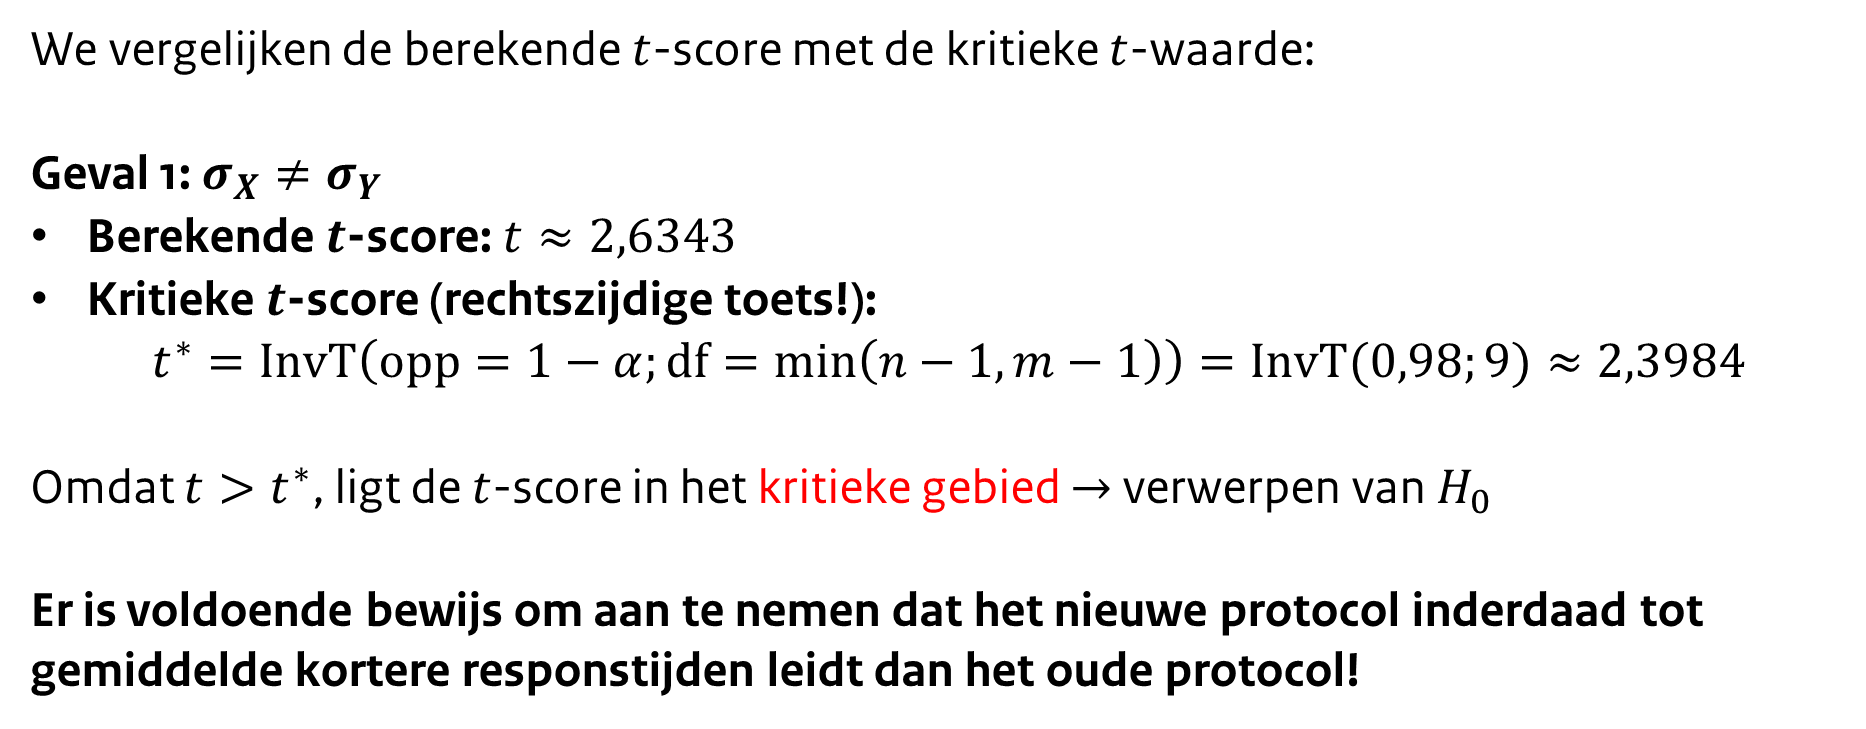 We vergelijken de berekende t-score met de kritieke t-waarde:
Geval 1: σ_X ≠ σ_Y
• Berekende t-score: t ≈ 2,6343
• Kritieke t-score (rechtszijdige toets!):
t* = InvT(opp = 1 − α; df = min(n − 1, m − 1)) = InvT(0,98; 9) ≈ 2,3984
Omdat t > t*, ligt de t-score in het kritieke gebied → verwerpen van H₀
Er is voldoende bewijs om aan te nemen dat het nieuwe protocol inderdaad tot
gemiddelde kortere responstijden leidt dan het oude protocol!